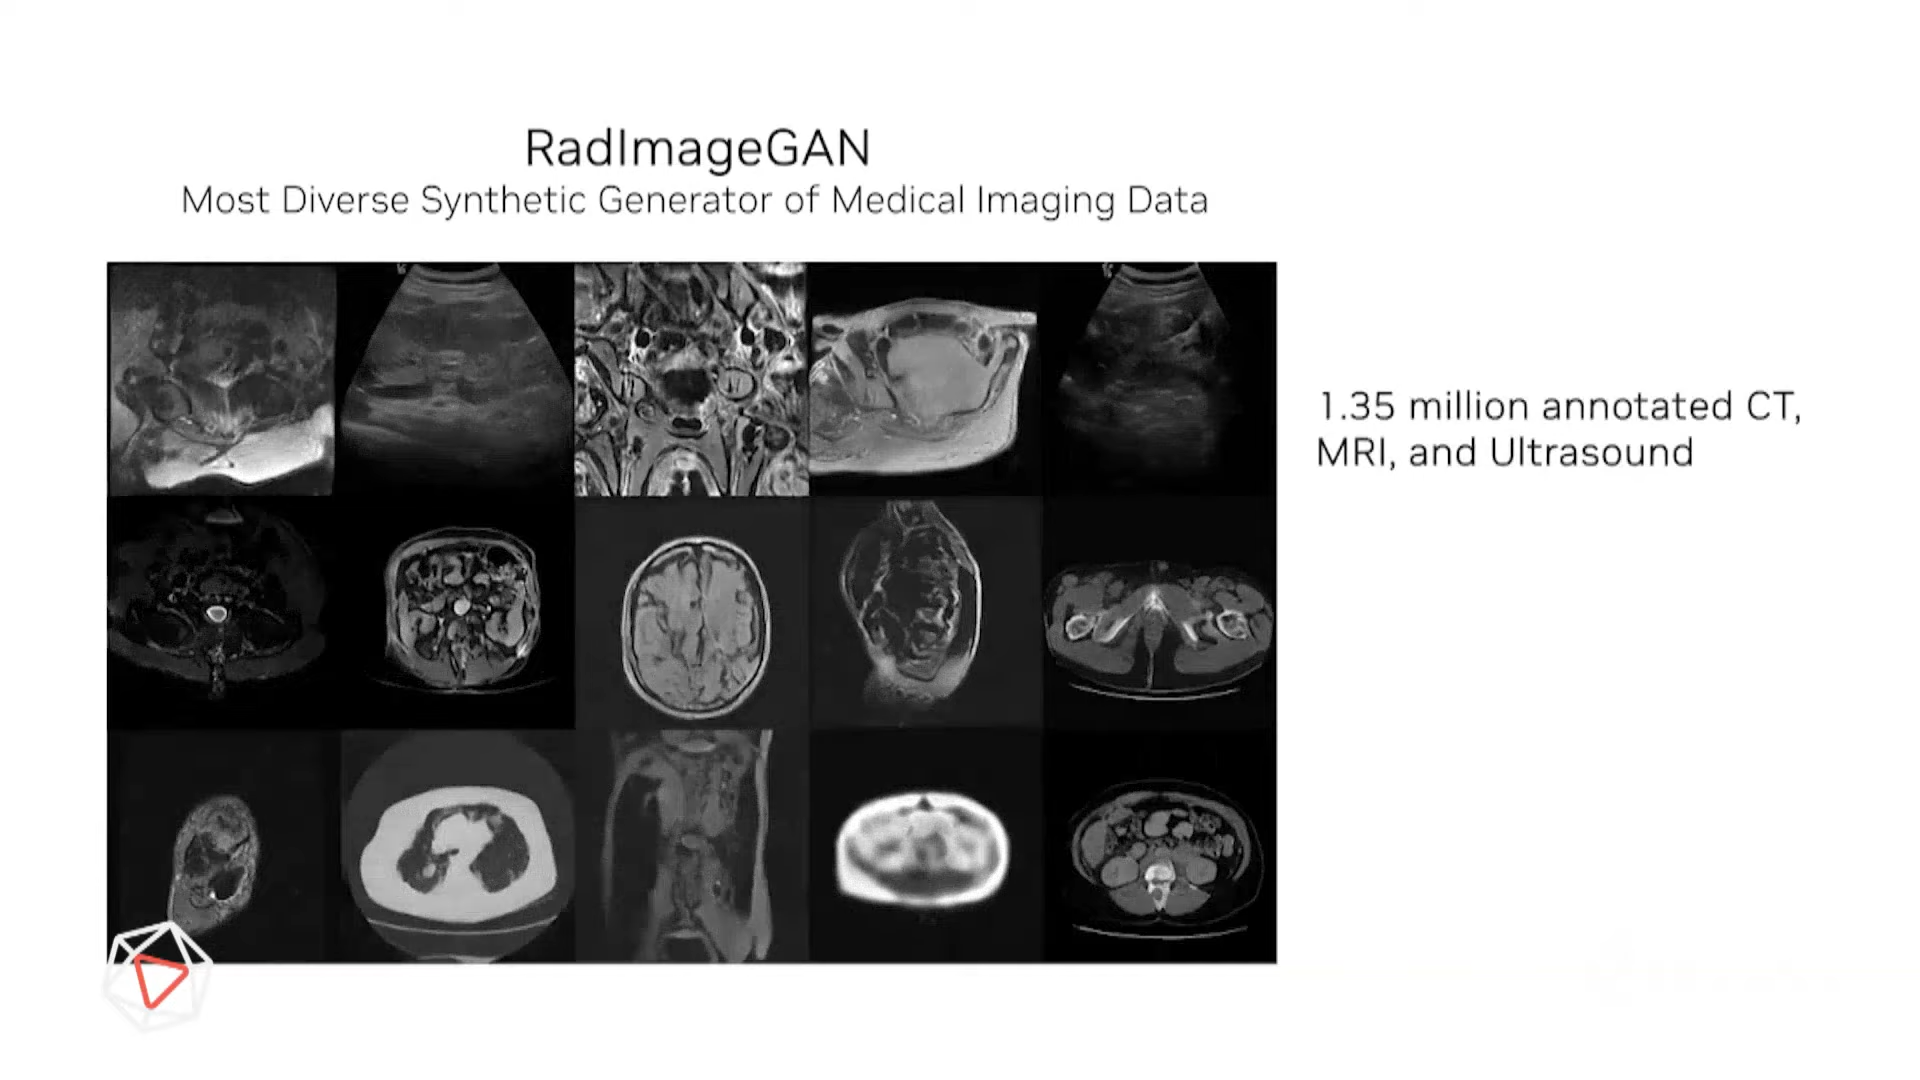 RadImageGAN
Most Diverse Synthetic Generator of Medical Imaging Data
1.35 million annotated CT,
MRI, and Ultrasound